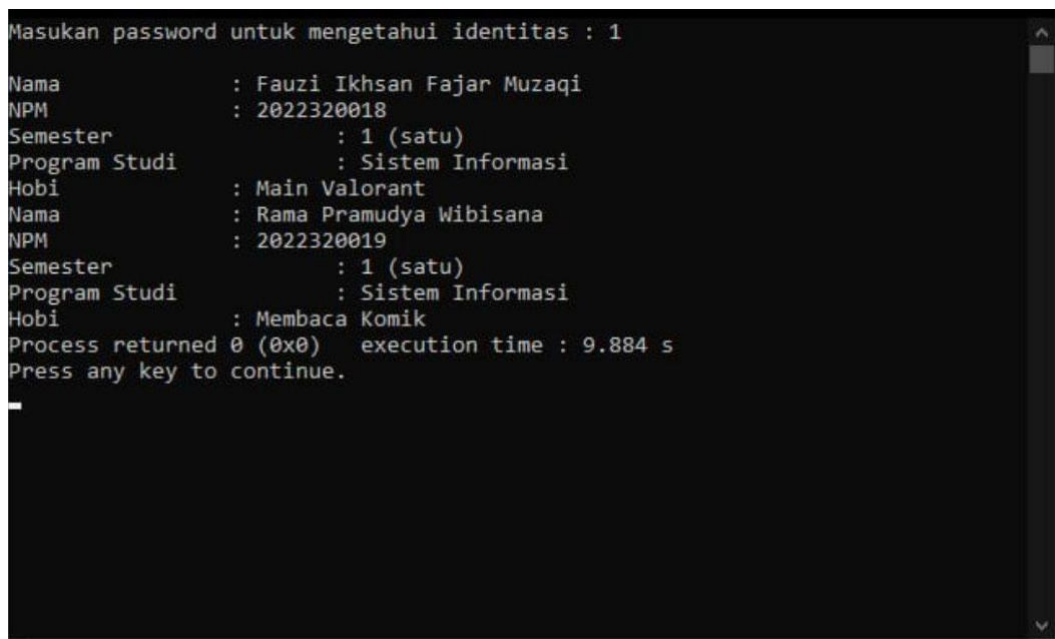 Masukan password untuk mengetahui identitas : 1
Nama : Fauzi Ikhsan Fajar Muzaqi
NPM : 2022320018
Semester : 1 (satu)
Program Studi : Sistem Informasi
Hobi : Main Valorant
Nama : Rama Pramudya Wibisana
NPM : 2022320019
Semester : 1 (satu)
Program Studi : Sistem Informasi
Hobi : Membaca Komik
Process returned 0 (0x0) execution time : 9.884 s
Press any key to continue.